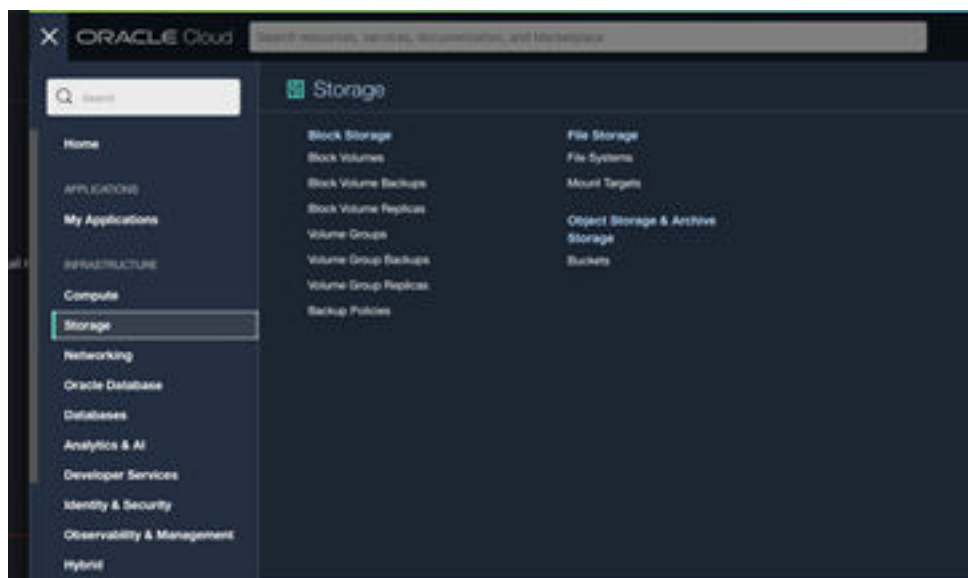 ORACLE Cloud
Search resources, services, documentation, and Marketplace
Search
Home
APPLICATIONS
My Applications
INFRASTRUCTURE
Compute
Storage
Networking
Oracle Database
Databases
Analytics & AI
Developer Services
Identity & Security
Observability & Management
Hybrid
Storage
Block Storage
Block Volumes
Block Volume Backups
Block Volume Replicas
Volume Groups
Volume Group Backups
Volume Group Replicas
Backup Policies
File Storage
File Systems
Mount Targets
Object Storage & Archive
Storage
Buckets